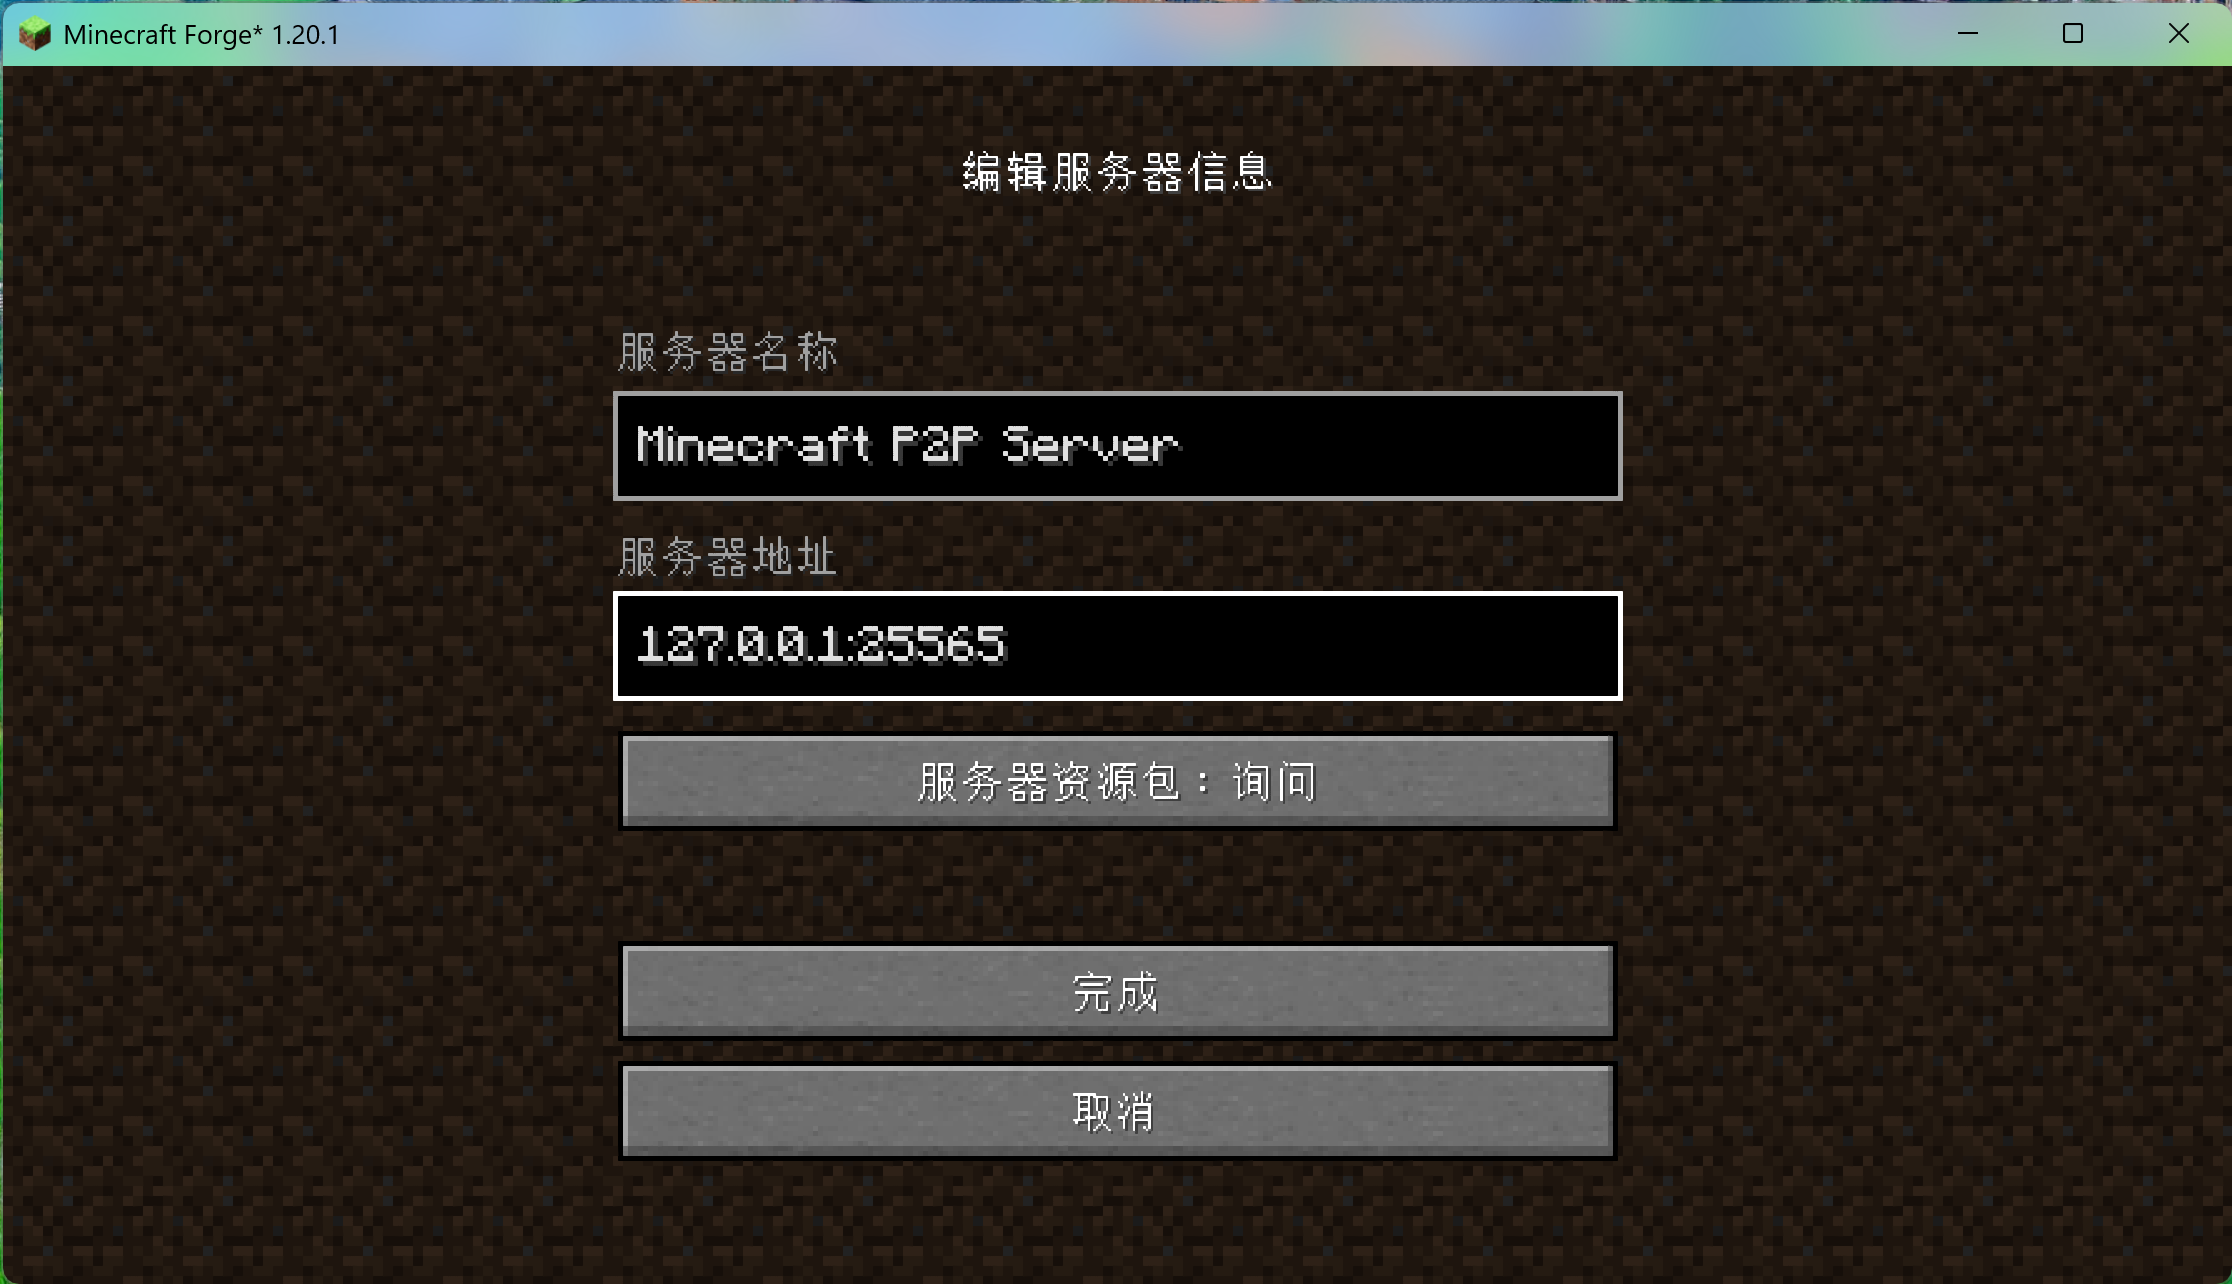 Minecraft Forge* 1.20.1
编辑服务器信息
服务器名称
Minecraft P2P Server
服务器地址
127.0.0.1:25565
服务器资源包：询问
完成
取消